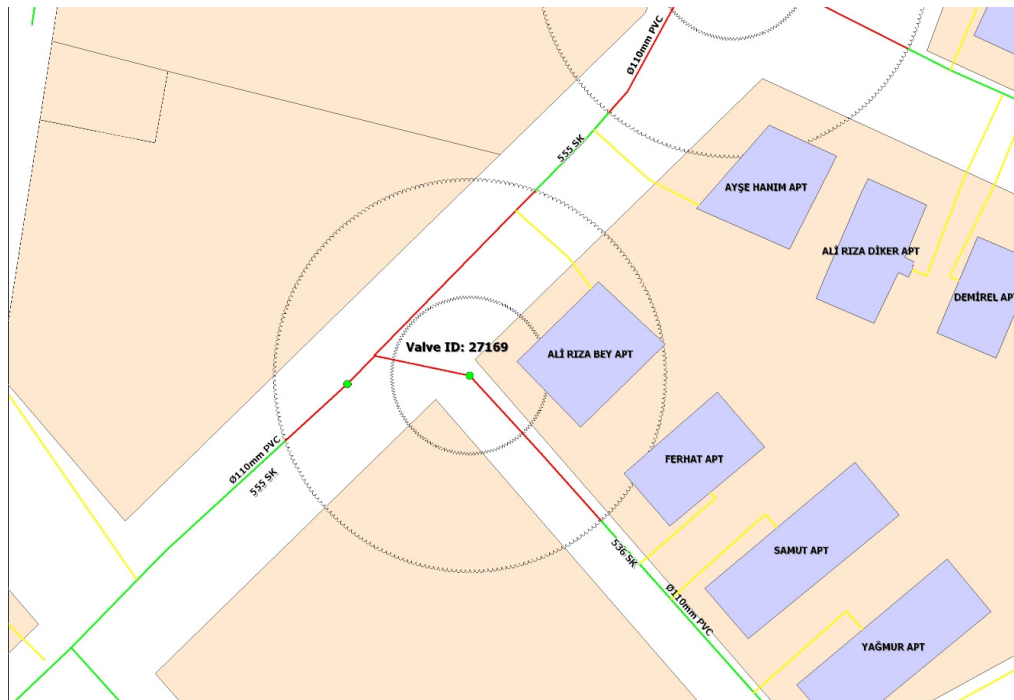 Ø110mm PVC
555 SK
AYŞE HANIM APT
ALİ RIZA DİKER APT
DEMİREL APT
Valve ID: 27169
ALİ RIZA BEY APT
Ø110mm PVC
555 SK
FERHAT APT
536 SK
SAMUT APT
Ø110mm PVC
YAĞMUR APT